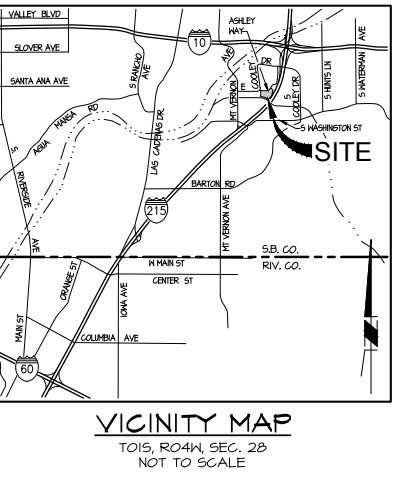 VALLEY BLVD
SLOVER AVE
SANTA ANA AVE
S RANCHO
AVE
10
ASHLEY
WAY
AVE
COOLEY DR
E
MT VERNON
S
COOLEY DR
S HUNTS LN
S WATERMAN AVE
AGUA MANSA RD
LAS CADENAS DR.
S WASHINGTON ST
SITE
S RIVERSIDE AVE
BARTON RD
215
MT VERNON AVE
S.B. CO.
RIV. CO.
W MAIN ST
CENTER ST
ORANGE ST
IOWA AVE
MAIN ST
COLUMBIA AVE
60
VICINITY MAP
T01S, R04W, SEC. 28
NOT TO SCALE